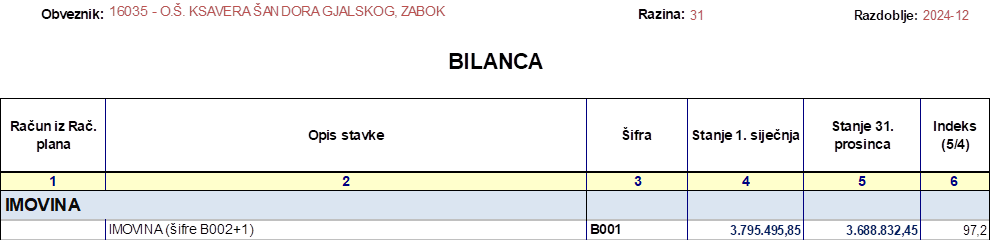 Obveznik: 16035 - O.Š. KSAVERA ŠANDORA GJALSKOG, ZABOK Razina: 31 Razdoblje: 2024-12
BILANCA
Račun iz Rač. plana Opis stavke Šifra Stanje 1. siječnja Stanje 31. prosinca Indeks (5/4)
1 2 3 4 5 6
IMOVINA
IMOVINA (šifre B002+1) B001 3.795.495,85 3.688.832,45 97,2